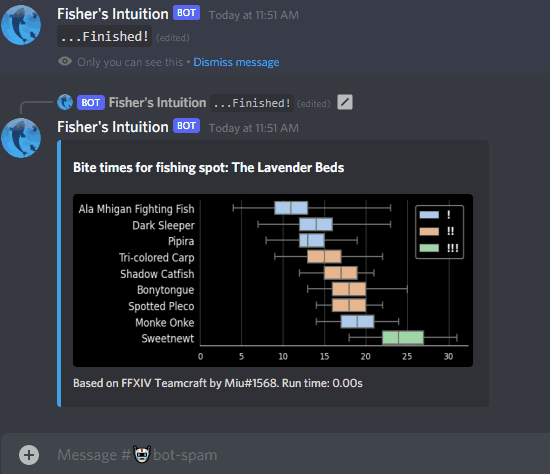 Fisher's Intuition BOT Today at 11:51 AM
...Finished! (edited)
Only you can see this • Dismiss message
BOT Fisher's Intuition ...Finished! (edited)
Fisher's Intuition BOT Today at 11:51 AM
Bite times for fishing spot: The Lavender Beds
Ala Mhigan Fighting Fish
Dark Sleeper
Pipira
Tri-colored Carp
Shadow Catfish
Bonytongue
Spotted Pleco
Monke Onke
Sweetnewt
!
!!
!!!
0 5 10 15 20 25 30
Based on FFXIV Teamcraft by Miu#1568. Run time: 0.00s
Message #🤖bot-spam